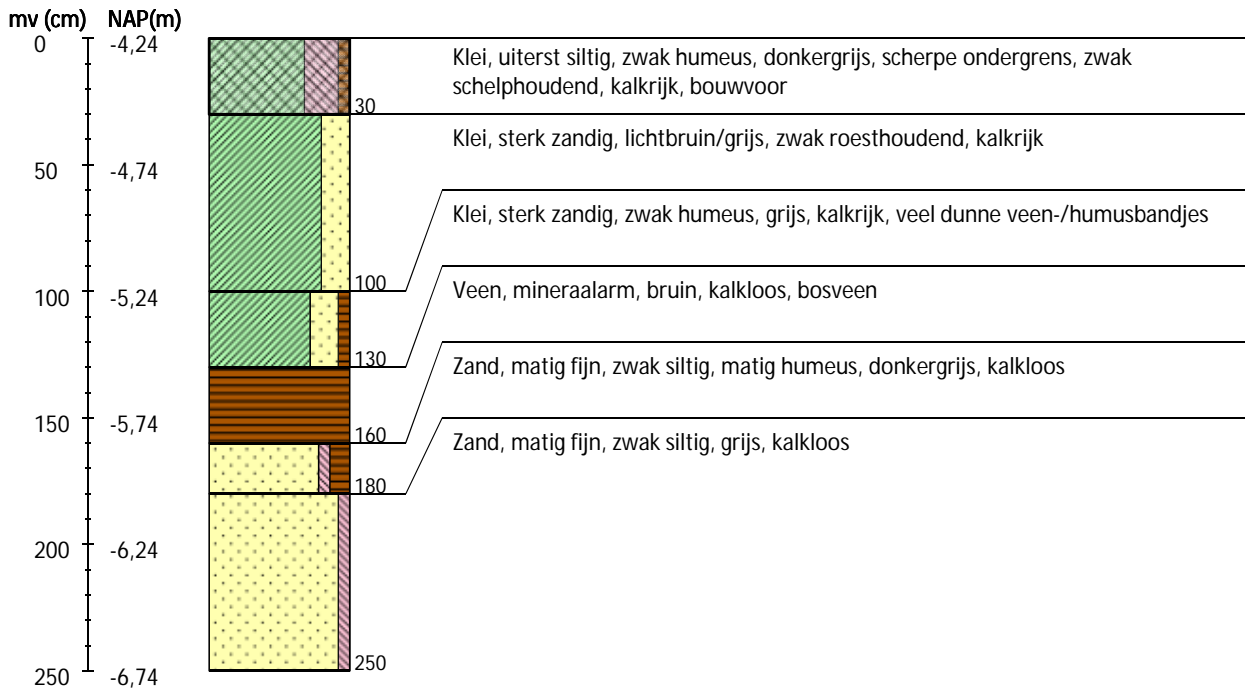 mv (cm) NAP(m)
0 -4,24
Klei, uiterst siltig, zwak humeus, donkergrijs, scherpe ondergrens, zwak
schelphoudend, kalkrijk, bouwvoor
30
Klei, sterk zandig, lichtbruin/grijs, zwak roesthoudend, kalkrijk
50 -4,74
Klei, sterk zandig, zwak humeus, grijs, kalkrijk, veel dunne veen-/humusbandjes
100
100 -5,24
Veen, mineraalarm, bruin, kalkloos, bosveen
130
Zand, matig fijn, zwak siltig, matig humeus, donkergrijs, kalkloos
150 -5,74
160
Zand, matig fijn, zwak siltig, grijs, kalkloos
180
200 -6,24
250
250 -6,74